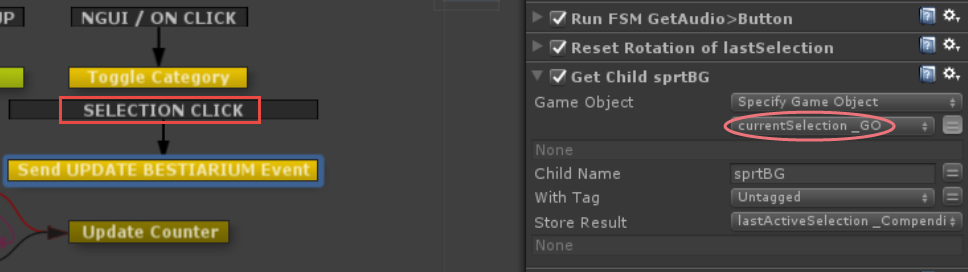 UP
NGUI / ON CLICK
Toggle Category
SELECTION CLICK
Send UPDATE BESTIARIUM Event
Update Counter
Run FSM GetAudio>Button
Reset Rotation of lastSelection
Get Child sprtBG
Game Object
Specify Game Object
currentSelection _GO
None
Child Name
sprtBG
With Tag
Untagged
Store Result
lastActiveSelection _Compendi
None